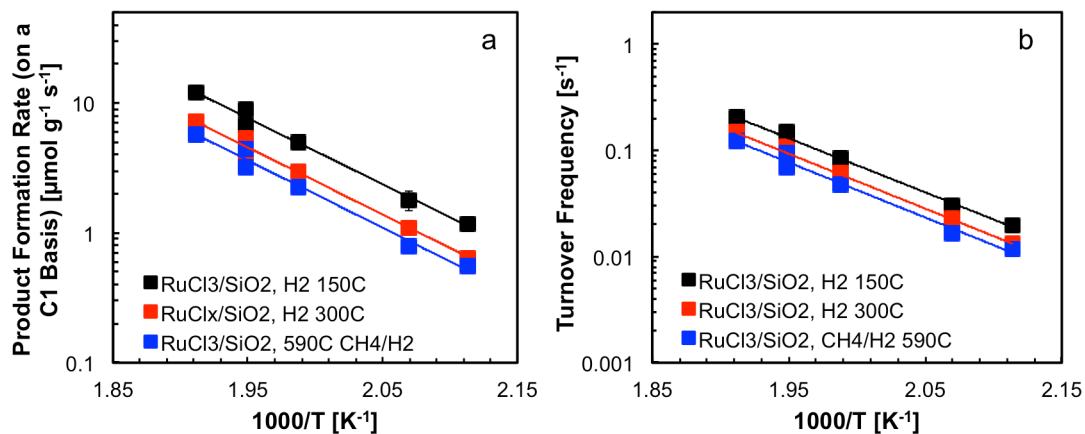 a
Product Formation Rate (on a
C1 Basis) [µmol g-1 s-1]
10
1
0.1
RuCl3/SiO2, H2 150C
RuClx/SiO2, H2 300C
RuCl3/SiO2, 590C CH4/H2
1.85
1.95
2.05
2.15
1000/T [K-1]
b
Turnover Frequency [s-1]
1
0.1
0.01
0.001
RuCl3/SiO2, H2 150C
RuCl3/SiO2, H2 300C
RuCl3/SiO2, CH4/H2 590C
1.85
1.95
2.05
2.15
1000/T [K-1]